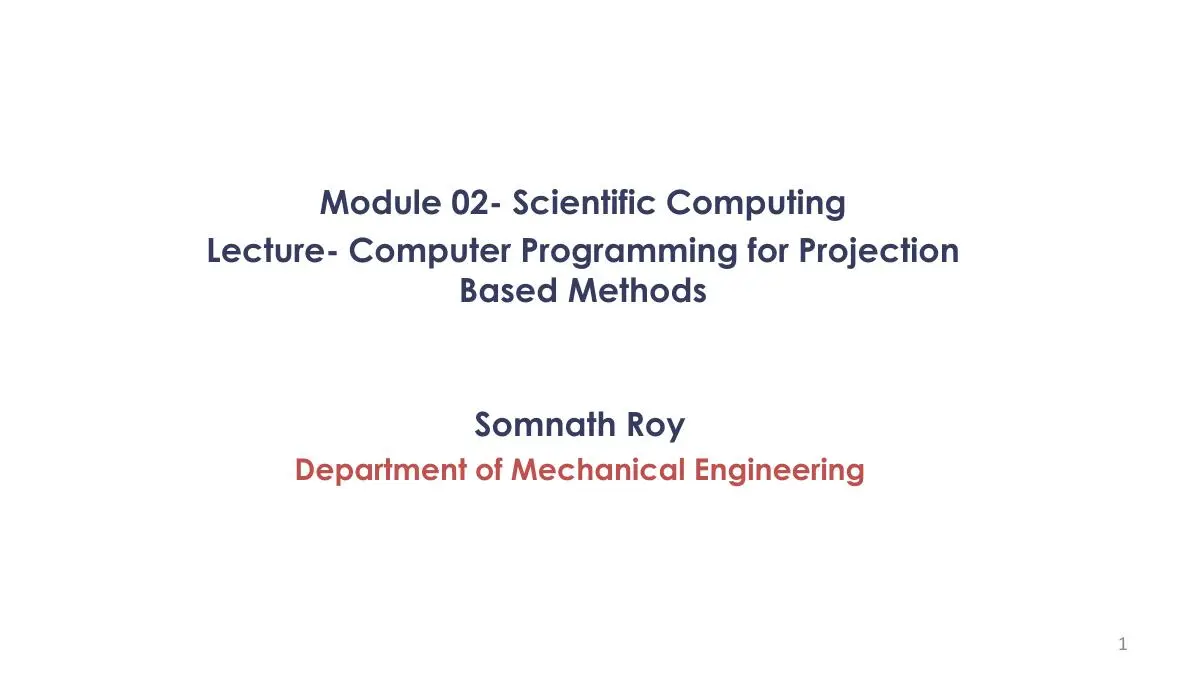 Module 02- Scientific Computing
Lecture- Computer Programming for Projection
Based Methods
Somnath Roy
Department of Mechanical Engineering
1